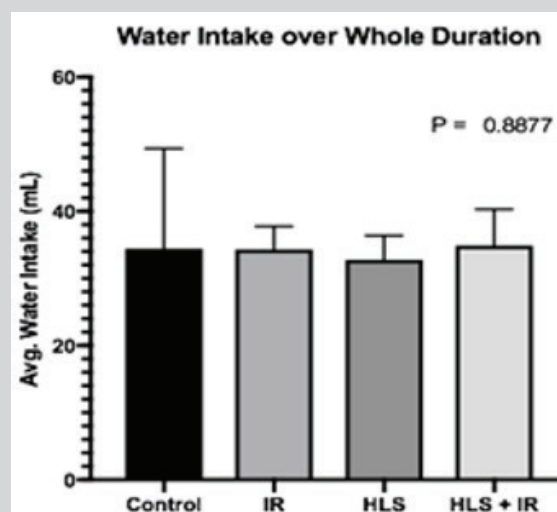 Water Intake over Whole Duration
60
P = 0.8877
40
Avg. Water Intake (mL)
20
0
Control IR HLS HLS + IR